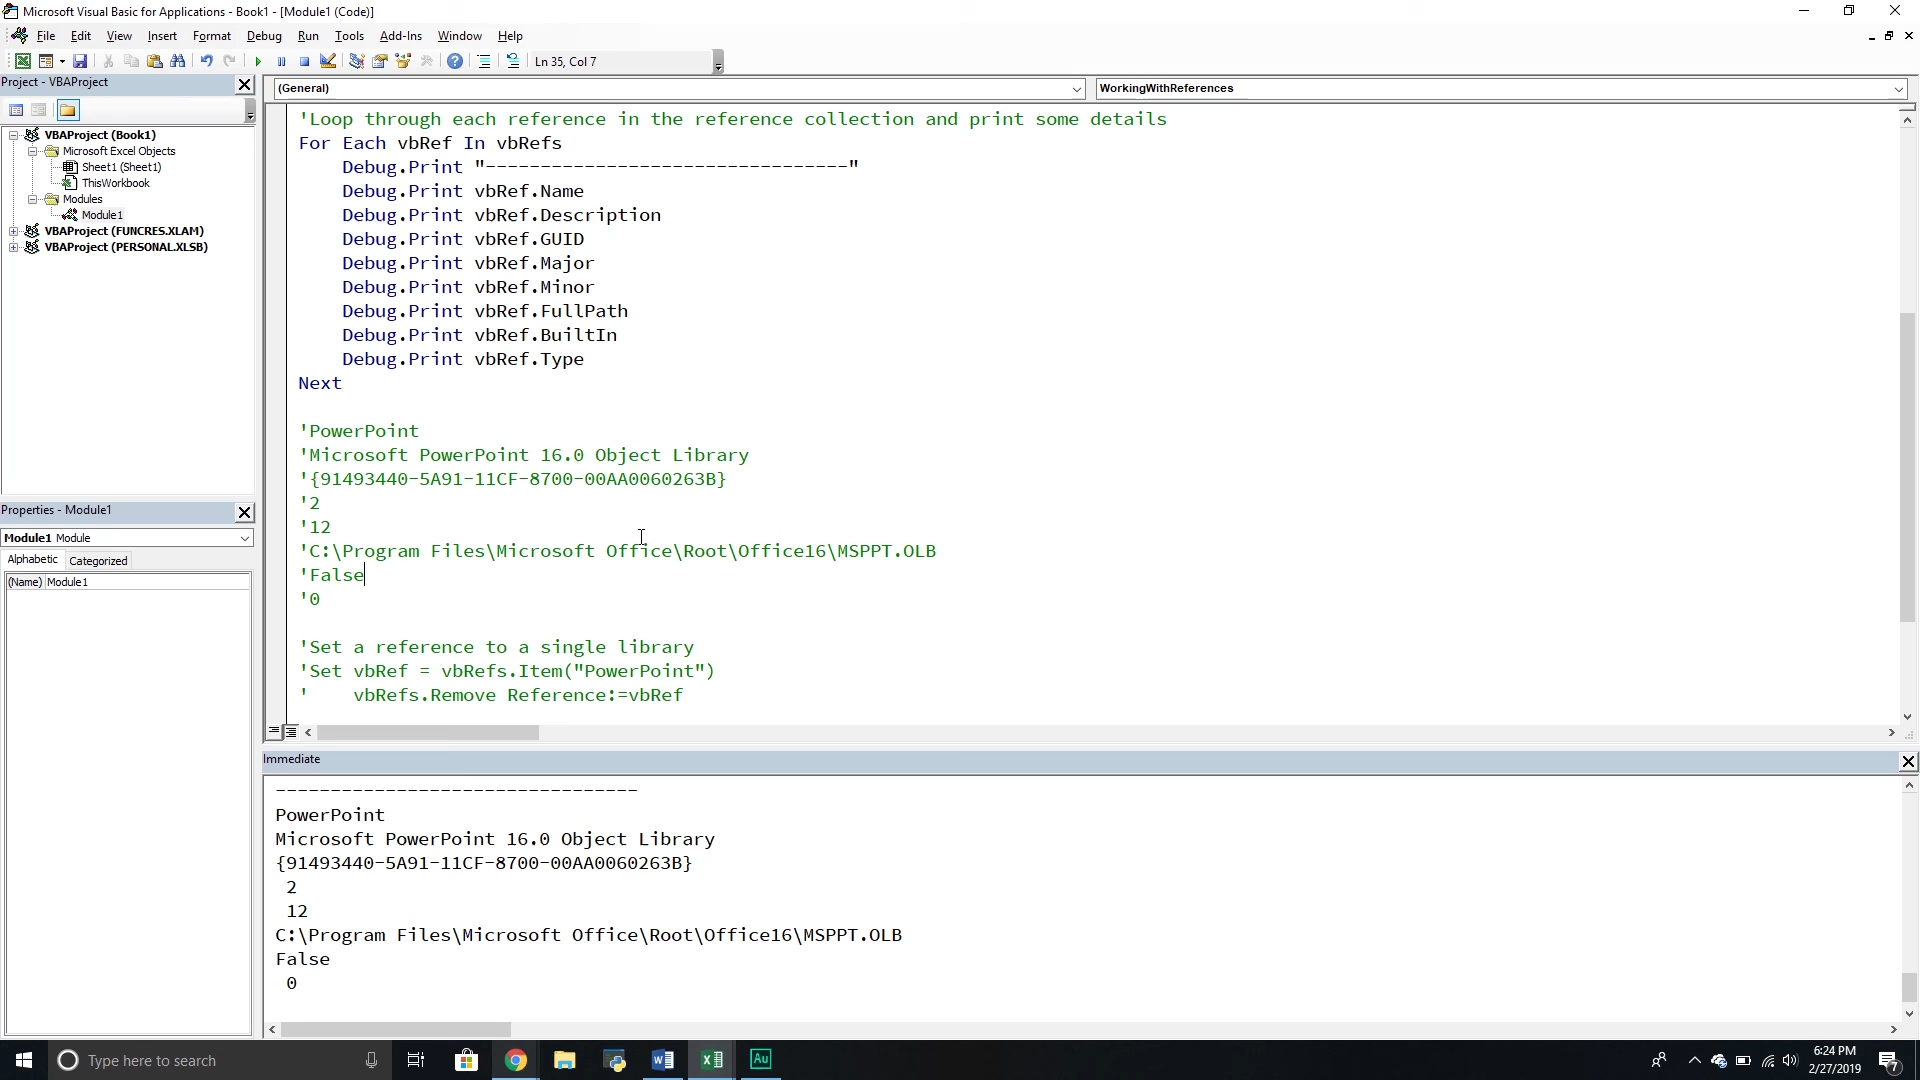 Microsoft Visual Basic for Applications - Book1 - [Module1 (Code)]
File Edit View Insert Format Debug Run Tools Add-Ins Window Help
Ln 35, Col 7
Project - VBAProject
(General)
WorkingWithReferences
VBAProject (Book1)
Microsoft Excel Objects
Sheet1 (Sheet1)
ThisWorkbook
Modules
Module1
VBAProject (FUNCRES.XLAM)
VBAProject (PERSONAL.XLSB)
Properties - Module1
Module1 Module
Alphabetic Categorized
(Name) Module1
'Loop through each reference in the reference collection and print some details
For Each vbRef In vbRefs
Debug.Print "---------------------------------"
Debug.Print vbRef.Name
Debug.Print vbRef.Description
Debug.Print vbRef.GUID
Debug.Print vbRef.Major
Debug.Print vbRef.Minor
Debug.Print vbRef.FullPath
Debug.Print vbRef.BuiltIn
Debug.Print vbRef.Type
Next
'PowerPoint
'Microsoft PowerPoint 16.0 Object Library
'{91493440-5A91-11CF-8700-00AA0060263B}
'2
'12
'C:\Program Files\Microsoft Office\Root\Office16\MSPPT.OLB
'False
'0
'Set a reference to a single library
'Set vbRef = vbRefs.Item("PowerPoint")
' vbRefs.Remove Reference:=vbRef
Immediate
---------------------------------
PowerPoint
Microsoft PowerPoint 16.0 Object Library
{91493440-5A91-11CF-8700-00AA0060263B}
2
12
C:\Program Files\Microsoft Office\Root\Office16\MSPPT.OLB
False
0
Type here to search
Au
6:24 PM
2/27/2019
7